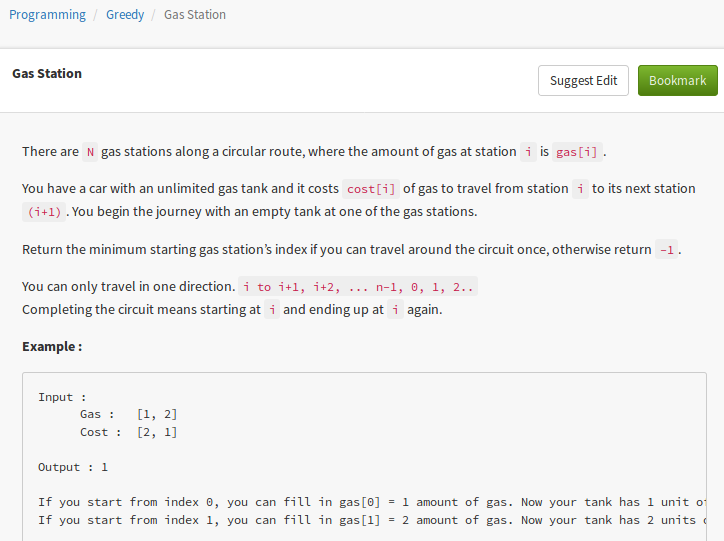 Programming / Greedy / Gas Station
Gas Station
Suggest Edit
Bookmark
There are N gas stations along a circular route, where the amount of gas at station i is gas[i] .
You have a car with an unlimited gas tank and it costs cost[i] of gas to travel from station i to its next station
(i+1) . You begin the journey with an empty tank at one of the gas stations.
Return the minimum starting gas station's index if you can travel around the circuit once, otherwise return -1 .
You can only travel in one direction. i to i+1, i+2, ... n-1, 0, 1, 2..
Completing the circuit means starting at i and ending up at i again.
Example :
Input :
Gas : [1, 2]
Cost : [2, 1]
Output : 1
If you start from index 0, you can fill in gas[0] = 1 amount of gas. Now your tank has 1 unit
If you start from index 1, you can fill in gas[1] = 2 amount of gas. Now your tank has 2 units